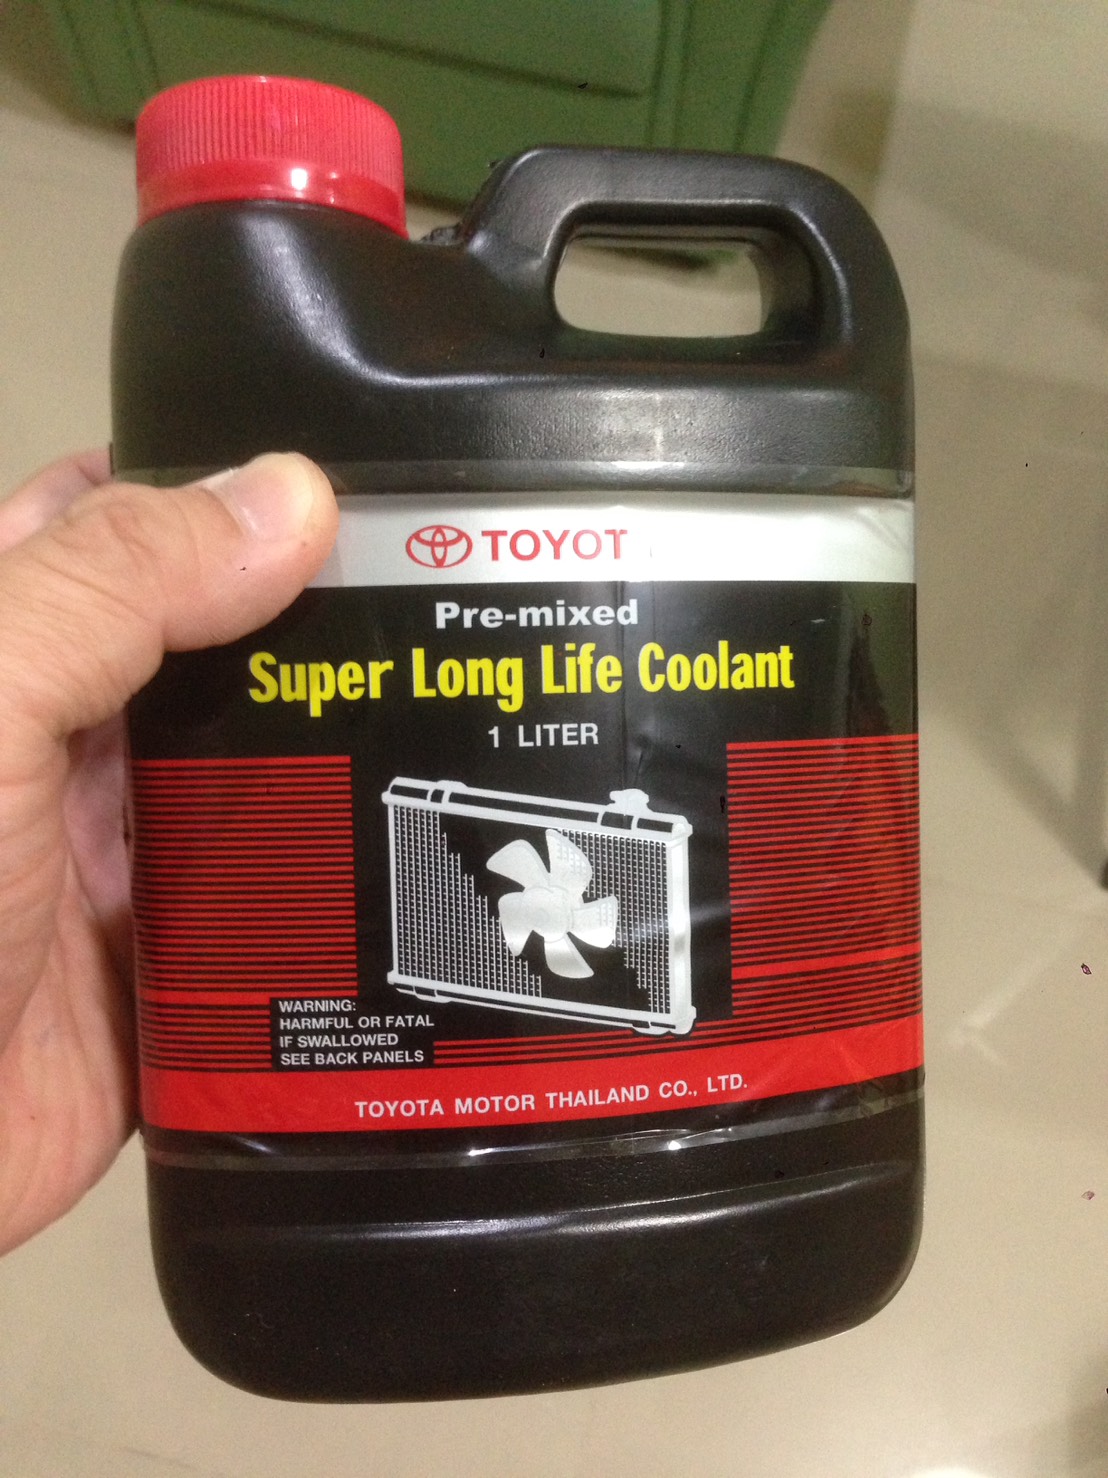 TOYOT
Pre-mixed
Super Long Life Coolant
1 LITER
WARNING:
HARMFUL OR FATAL
IF SWALLOWED
SEE BACK PANELS
TOYOTA MOTOR THAILAND CO., LTD.